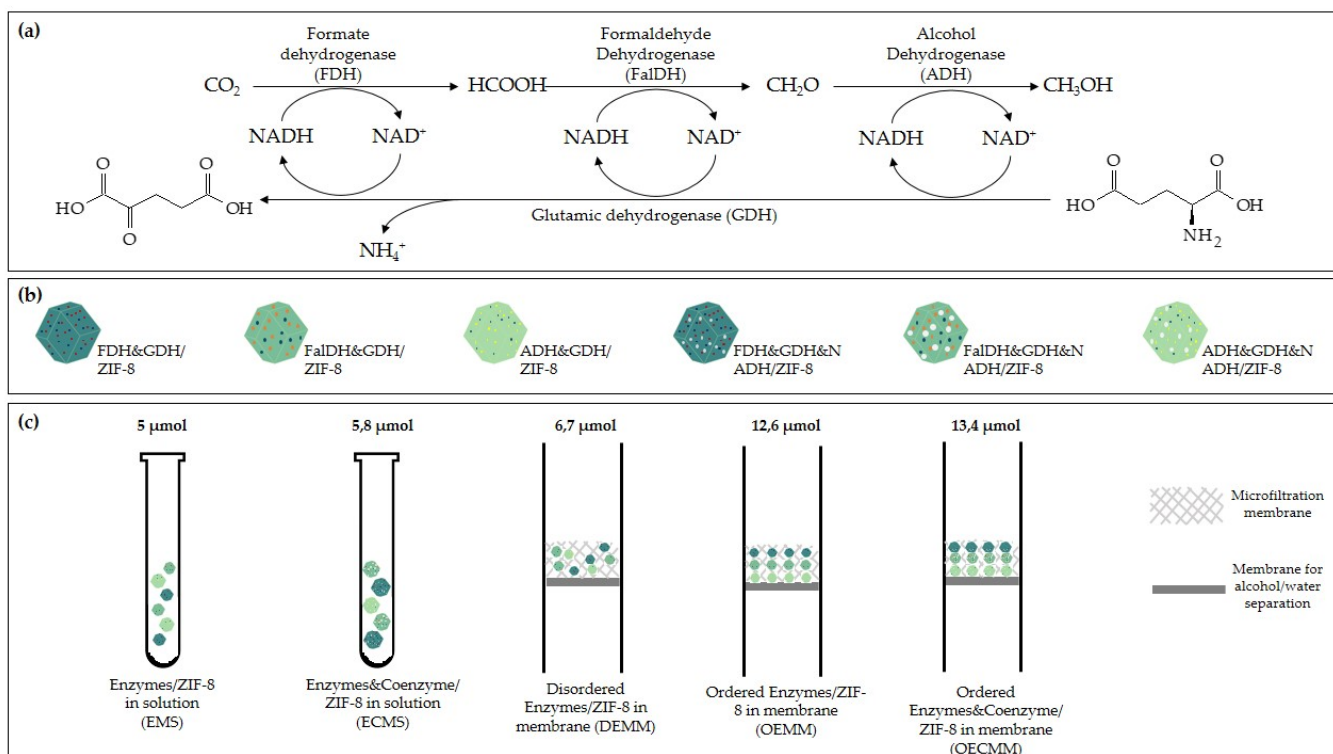 (a)
Formate
dehydrogenase
(FDH)
Formaldehyde
Dehydrogenase
(FalDH)
Alcohol
Dehydrogenase
(ADH)
CO₂
HCOOH
CH₂O
CH₃OH
NADH
NAD⁺
NADH
NAD⁺
NADH
NAD⁺
O
O
HO
OH
O
Glutamic dehydrogenase (GDH)
NH₄⁺
O
O
HO
OH
NH₂
(b)
FDH&GDH/
ZIF-8
FalDH&GDH/
ZIF-8
ADH&GDH/
ZIF-8
FDH&GDH&N
ADH/ZIF-8
FalDH&GDH&N
ADH/ZIF-8
ADH&GDH&N
ADH/ZIF-8
(c)
5 µmol
5,8 µmol
6,7 µmol
12,6 µmol
13,4 µmol
Microfiltration
membrane
Membrane for
alcohol/water
separation
Enzymes/ZIF-8
in solution
(EMS)
Enzymes&Coenzyme/
ZIF-8 in solution
(ECMS)
Disordered
Enzymes/ZIF-8 in
membrane (DEMM)
Ordered Enzymes/ZIF-
8 in membrane
(OEMM)
Ordered
Enzymes&Coenzyme/
ZIF-8 in membrane
(OECMM)